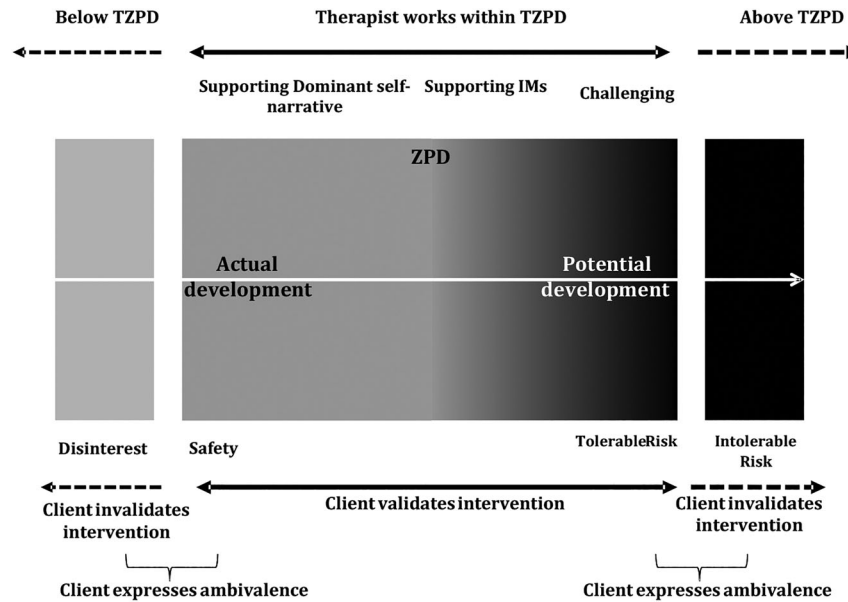 Below TZPD
Therapist works within TZPD
Above TZPD
Supporting Dominant self-
narrative
Supporting IMs
Challenging
ZPD
Actual
development
Potential
development
Disinterest
Safety
TolerableRisk
Intolerable
Risk
Client invalidates
intervention
Client validates intervention
Client invalidates
intervention
Client expresses ambivalence
Client expresses ambivalence